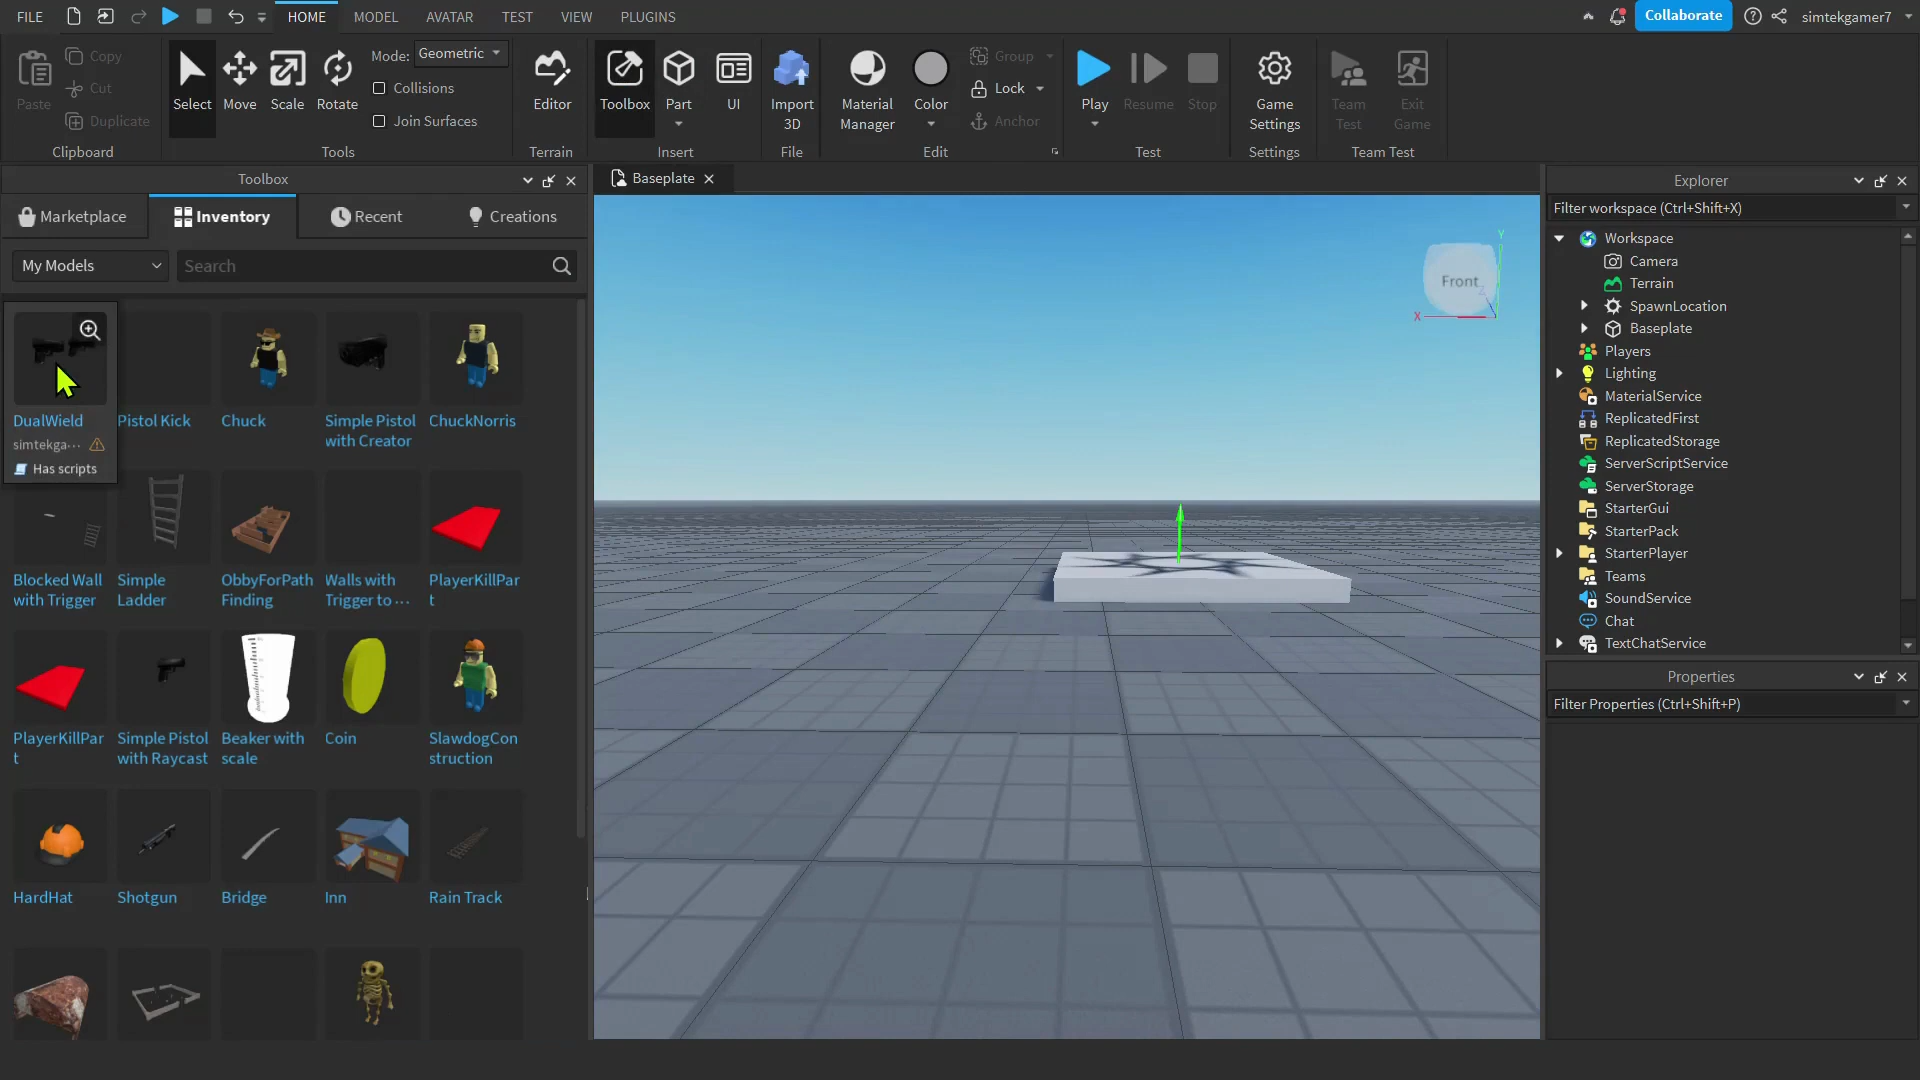 FILE HOME MODEL AVATAR TEST VIEW PLUGINS Collaborate simtekgamer7
Paste Copy Cut Duplicate Clipboard
Select Move Scale Rotate
Mode: Geometric
Collisions
Join Surfaces
Tools
Editor
Terrain
Toolbox Part UI
Insert
Import 3D
File
Material Manager Color
Group
Lock
Anchor
Edit
Play Resume Stop
Test
Game Settings
Settings
Team Test Exit Game
Team Test
Toolbox
Marketplace Inventory Recent Creations
My Models Search
DualWield Pistol Kick Chuck Simple Pistol with Creator ChuckNorris
simtekga...
Has scripts
Blocked Wall with Trigger Simple Ladder ObbyForPath Finding Walls with Trigger to ... PlayerKillPart
PlayerKillPart Simple Pistol with Raycast Beaker with scale Coin SlawdogConstruction
HardHat Shotgun Bridge Inn Rain Track
Baseplate
Front
Y
X
Z
Explorer
Filter workspace (Ctrl+Shift+X)
Workspace
Camera
Terrain
SpawnLocation
Baseplate
Players
Lighting
MaterialService
ReplicatedFirst
ReplicatedStorage
ServerScriptService
ServerStorage
StarterGui
StarterPack
StarterPlayer
Teams
SoundService
Chat
TextChatService
Properties
Filter Properties (Ctrl+Shift+P)